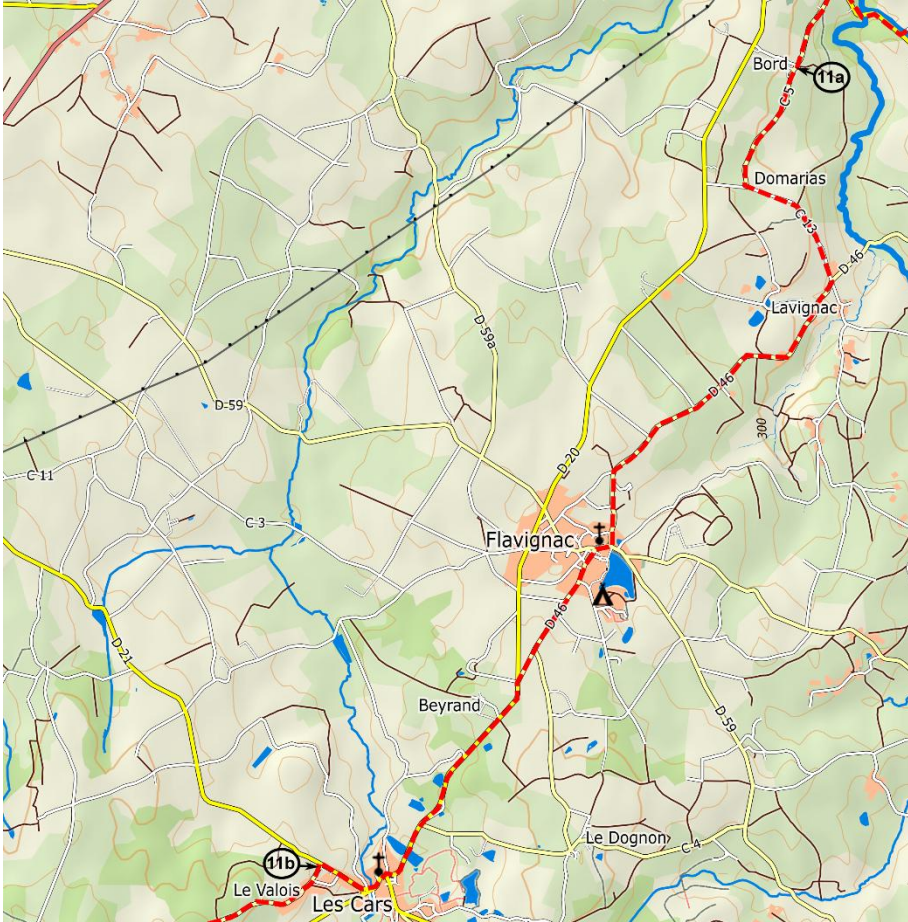 Bord
11a
C-5
Domarias
C-13
D-46
Lavignac
D-59a
D-46
D-59
300
D-20
C 11
C-3
Flavignac
D-46
D-21
Beyrand
D-59
Le Dognon
C-4
11b
Le Valois
Les Cars